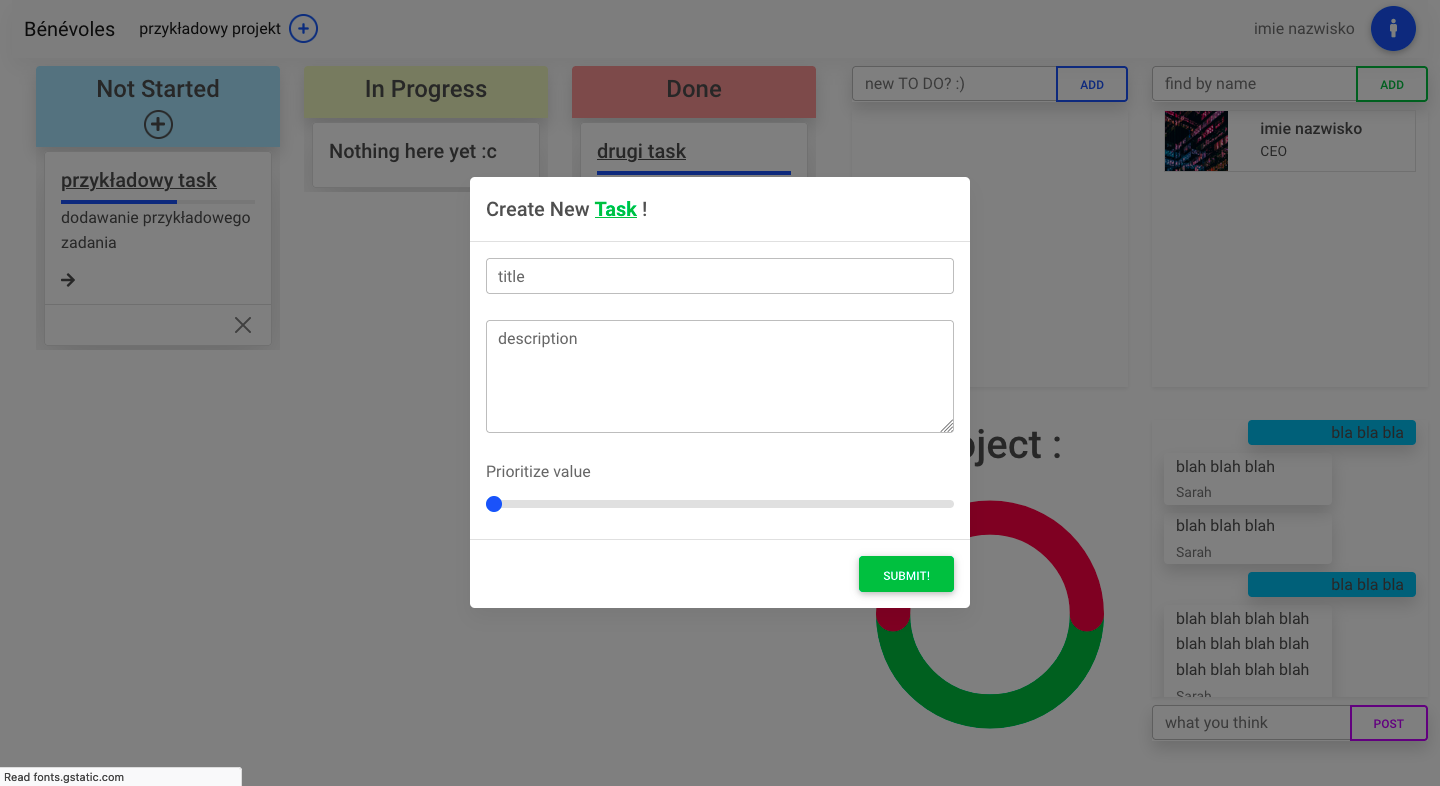 Bénévoles
przykładowy projekt
imie nazwisko
Not Started
przykładowy task
dodawanie przykładowego
zadania
In Progress
Nothing here yet :c
Done
drugi task
new TO DO? :)
ADD
find by name
ADD
imie nazwisko
CEO
Create New Task !
title
description
Prioritize value
SUBMIT!
oject :
bla bla bla
blah blah blah
Sarah
blah blah blah
Sarah
bla bla bla
blah blah blah blah
blah blah blah blah
blah blah blah blah
Sarah
what you think
POST
Read fonts.gstatic.com